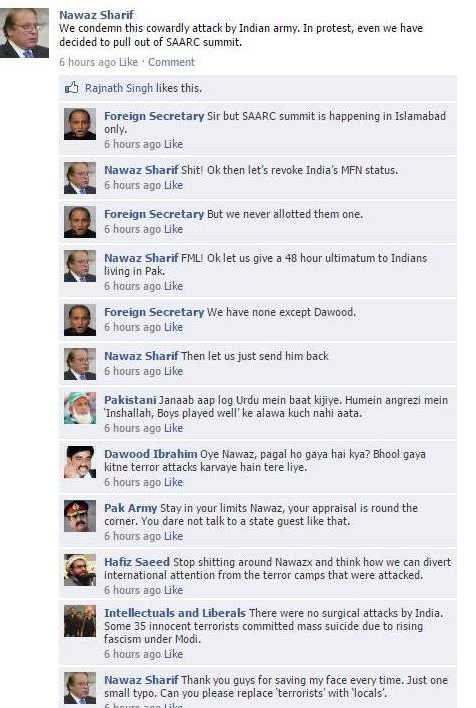 Nawaz Sharif
We condemn this cowardly attack by Indian army. In protest, even we have
decided to pull out of SAARC summit.
6 hours ago Like · Comment
Rajnath Singh likes this.
Foreign Secretary Sir but SAARC summit is happening in Islamabad
only.
6 hours ago Like
Nawaz Sharif Shit! Ok then let's revoke India's MFN status.
6 hours ago Like
Foreign Secretary But we never allotted them one.
6 hours ago Like
Nawaz Sharif FML! Ok let us give a 48 hour ultimatum to Indians
living in Pak.
6 hours ago Like
Foreign Secretary We have none except Dawood.
6 hours ago Like
Nawaz Sharif Then let us just send him back
6 hours ago Like
Pakistani Janaab aap log Urdu mein baat kijiye. Humein angrezi mein
'Inshallah, Boys played well' ke alawa kuch nahi aata.
6 hours ago Like
Dawood Ibrahim Oye Nawaz, pagal ho gaya hai kya? Bhool gaya
kitne terror attacks karvaye hain tere liye.
6 hours ago Like
Pak Army Stay in your limits Nawaz, your appraisal is round the
corner. You dare not talk to a state guest like that.
6 hours ago Like
Hafiz Saeed Stop shitting around Nawazx and think how we can divert
international attention from the terror camps that were attacked.
6 hours ago Like
Intellectuals and Liberals There were no surgical attacks by India.
Some 35 innocent terrorists committed mass suicide due to rising
fascism under Modi.
6 hours ago Like
Nawaz Sharif Thank you guys for saving my face every time. Just one
small typo. Can you please replace 'terrorists' with 'locals'.
6 hours ago Like